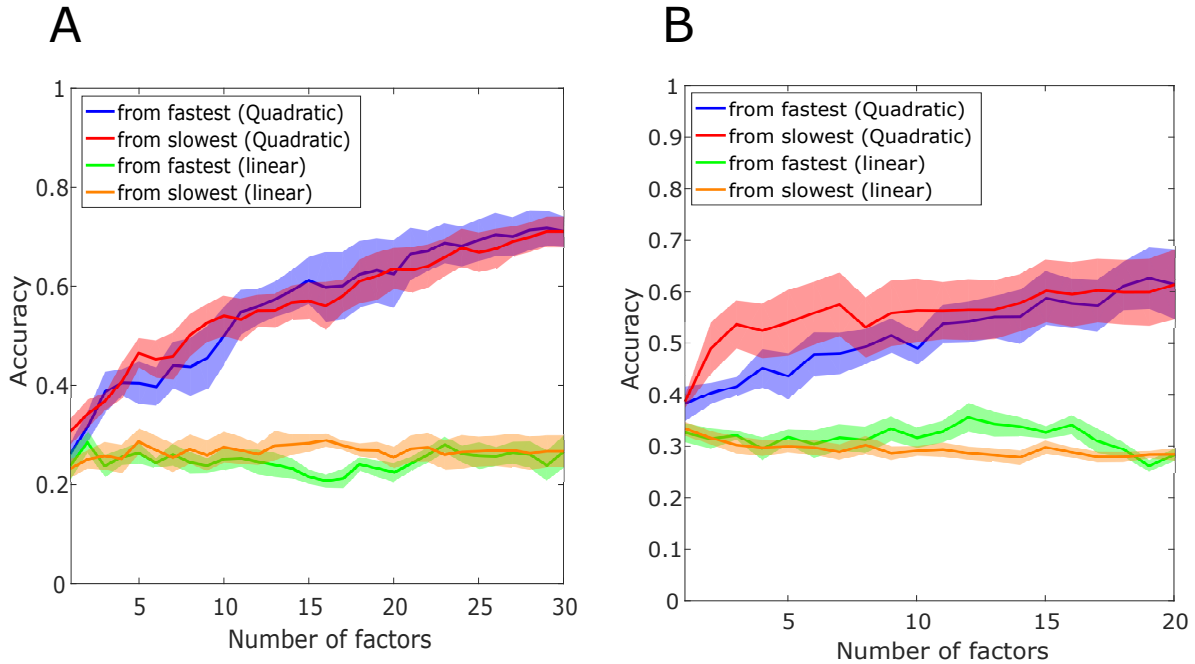 A
B
1
0.8
0.6
0.4
0.2
0
Accuracy
from fastest (Quadratic)
from slowest (Quadratic)
from fastest (linear)
from slowest (linear)
5
10
15
20
25
30
Number of factors
1
0.9
0.8
0.7
0.6
0.5
0.4
0.3
0.2
0.1
0
Accuracy
from fastest (Quadratic)
from slowest (Quadratic)
from fastest (linear)
from slowest (linear)
5
10
15
20
Number of factors